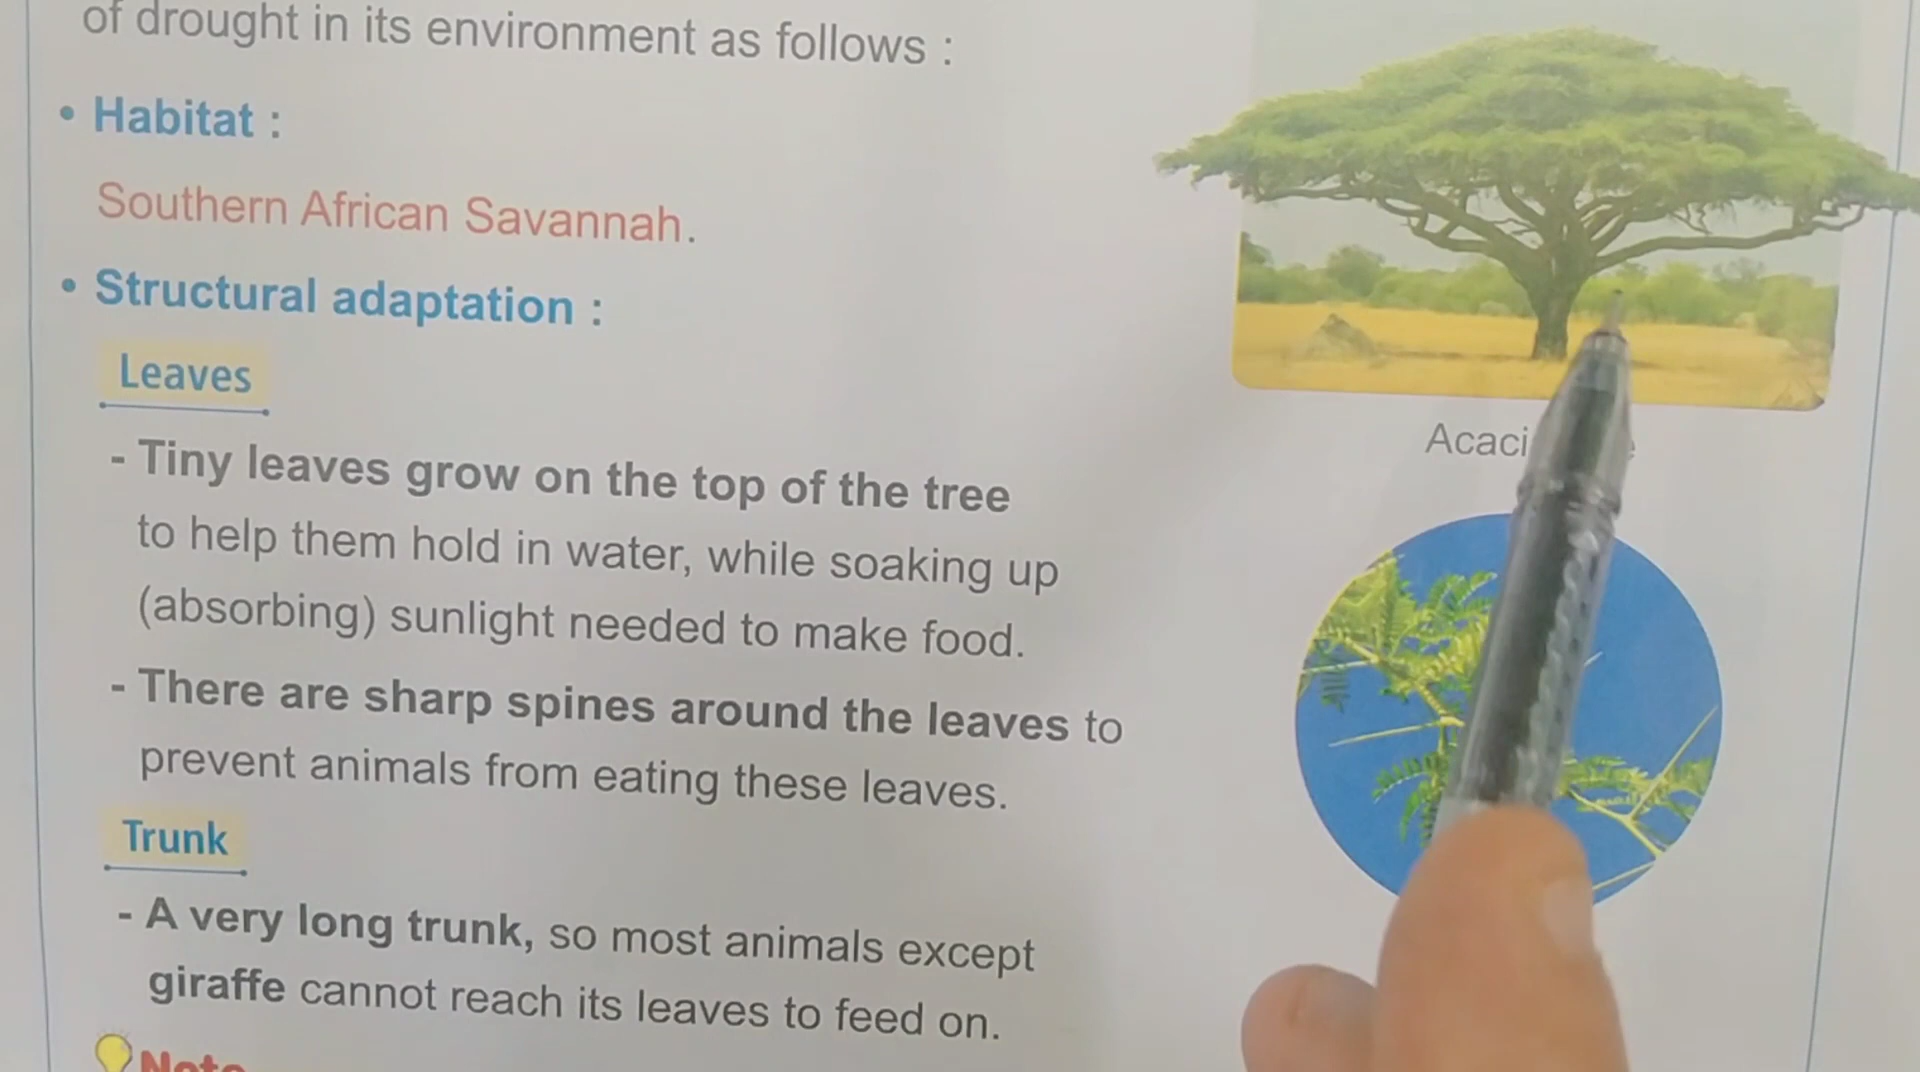 of drought in its environment as follows :
• Habitat :
Southern African Savannah.
• Structural adaptation :
Leaves
- Tiny leaves grow on the top of the tree
to help them hold in water, while soaking up
(absorbing) sunlight needed to make food.
- There are sharp spines around the leaves to
prevent animals from eating these leaves.
Trunk
- A very long trunk, so most animals except
giraffe cannot reach its leaves to feed on.
Note